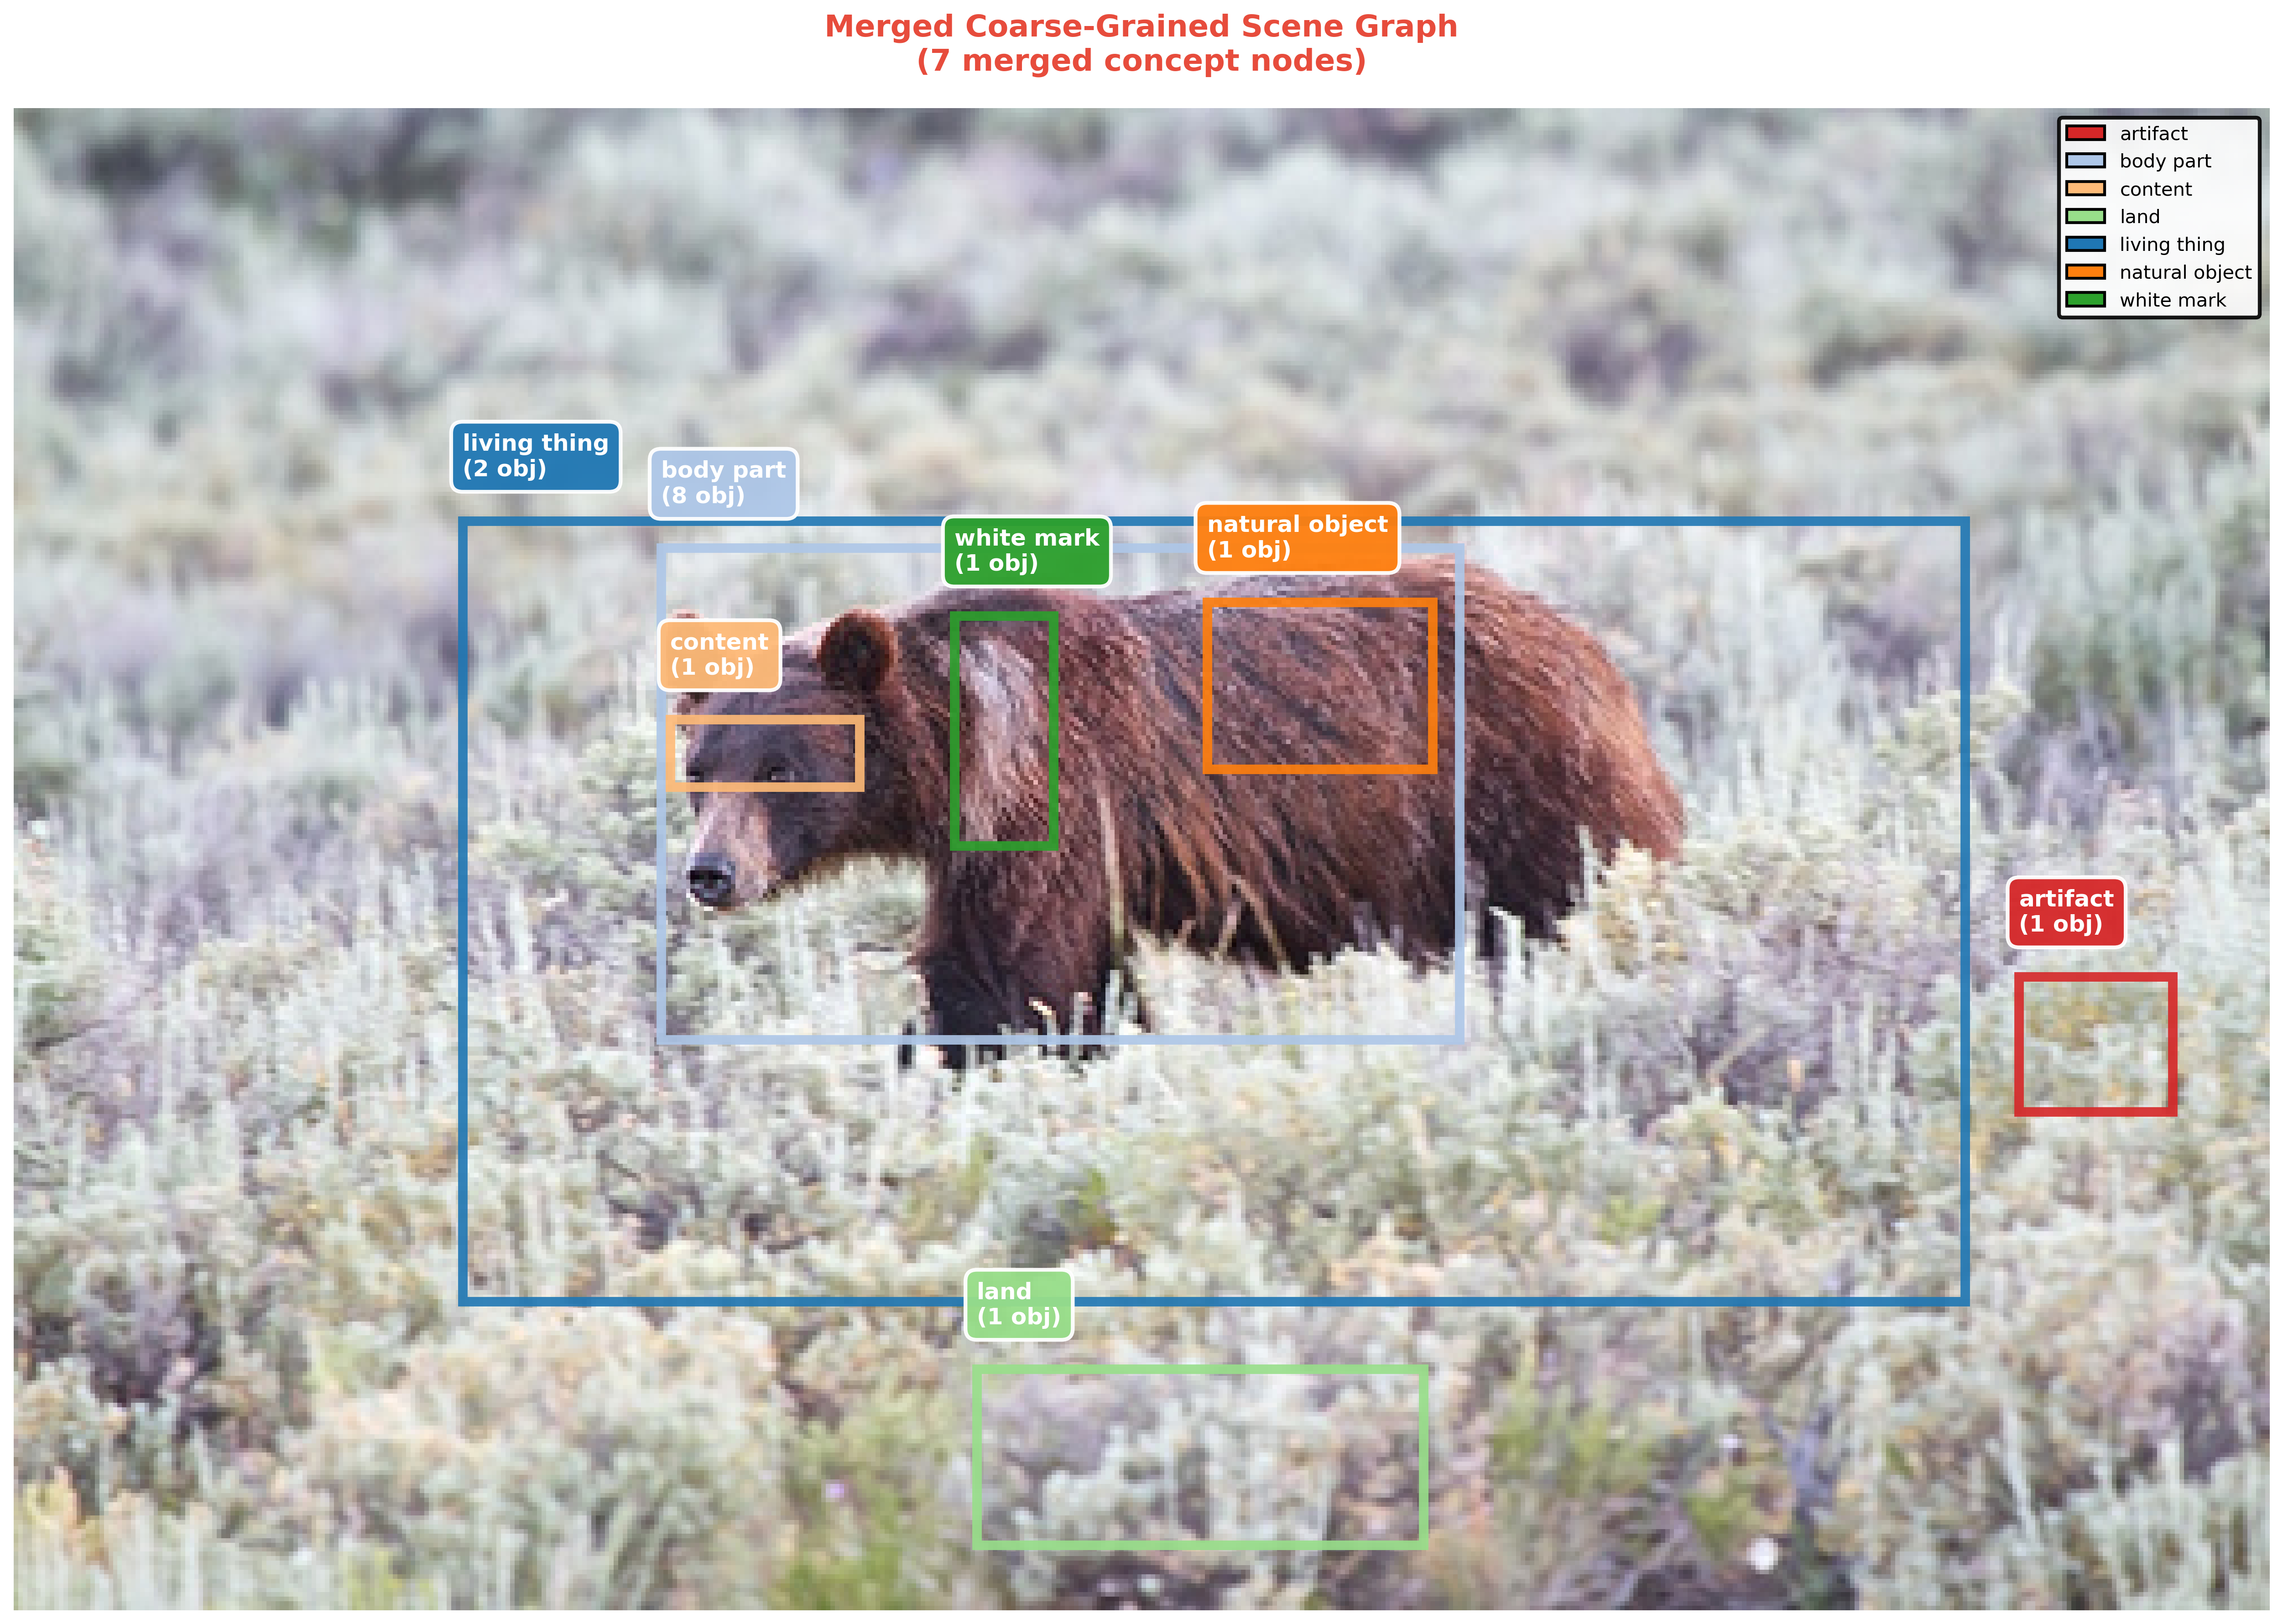 Merged Coarse-Grained Scene Graph
(7 merged concept nodes)
artifact
body part
content
land
living thing
natural object
white mark
living thing
(2 obj)
body part
(8 obj)
white mark
(1 obj)
natural object
(1 obj)
content
(1 obj)
artifact
(1 obj)
land
(1 obj)